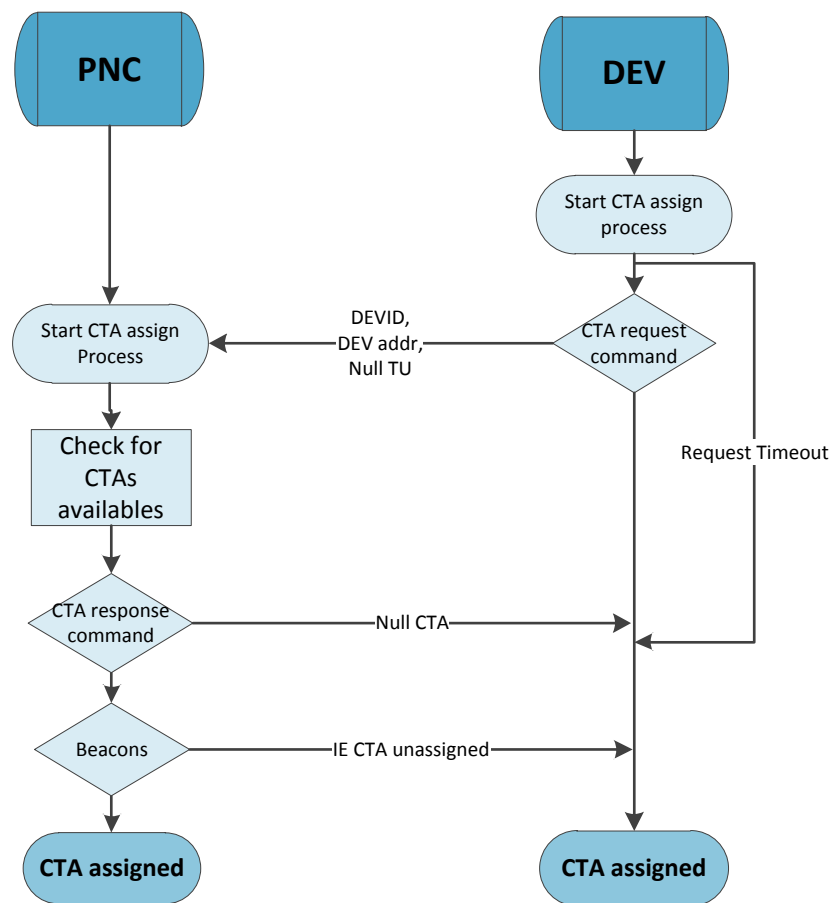 PNC
DEV
Start CTA assign
process
DEVID,
DEV addr,
Null TU
Start CTA assign
Process
CTA request
command
Check for
CTAs
availables
Request Timeout
CTA response
command
Null CTA
Beacons
IE CTA unassigned
CTA assigned
CTA assigned